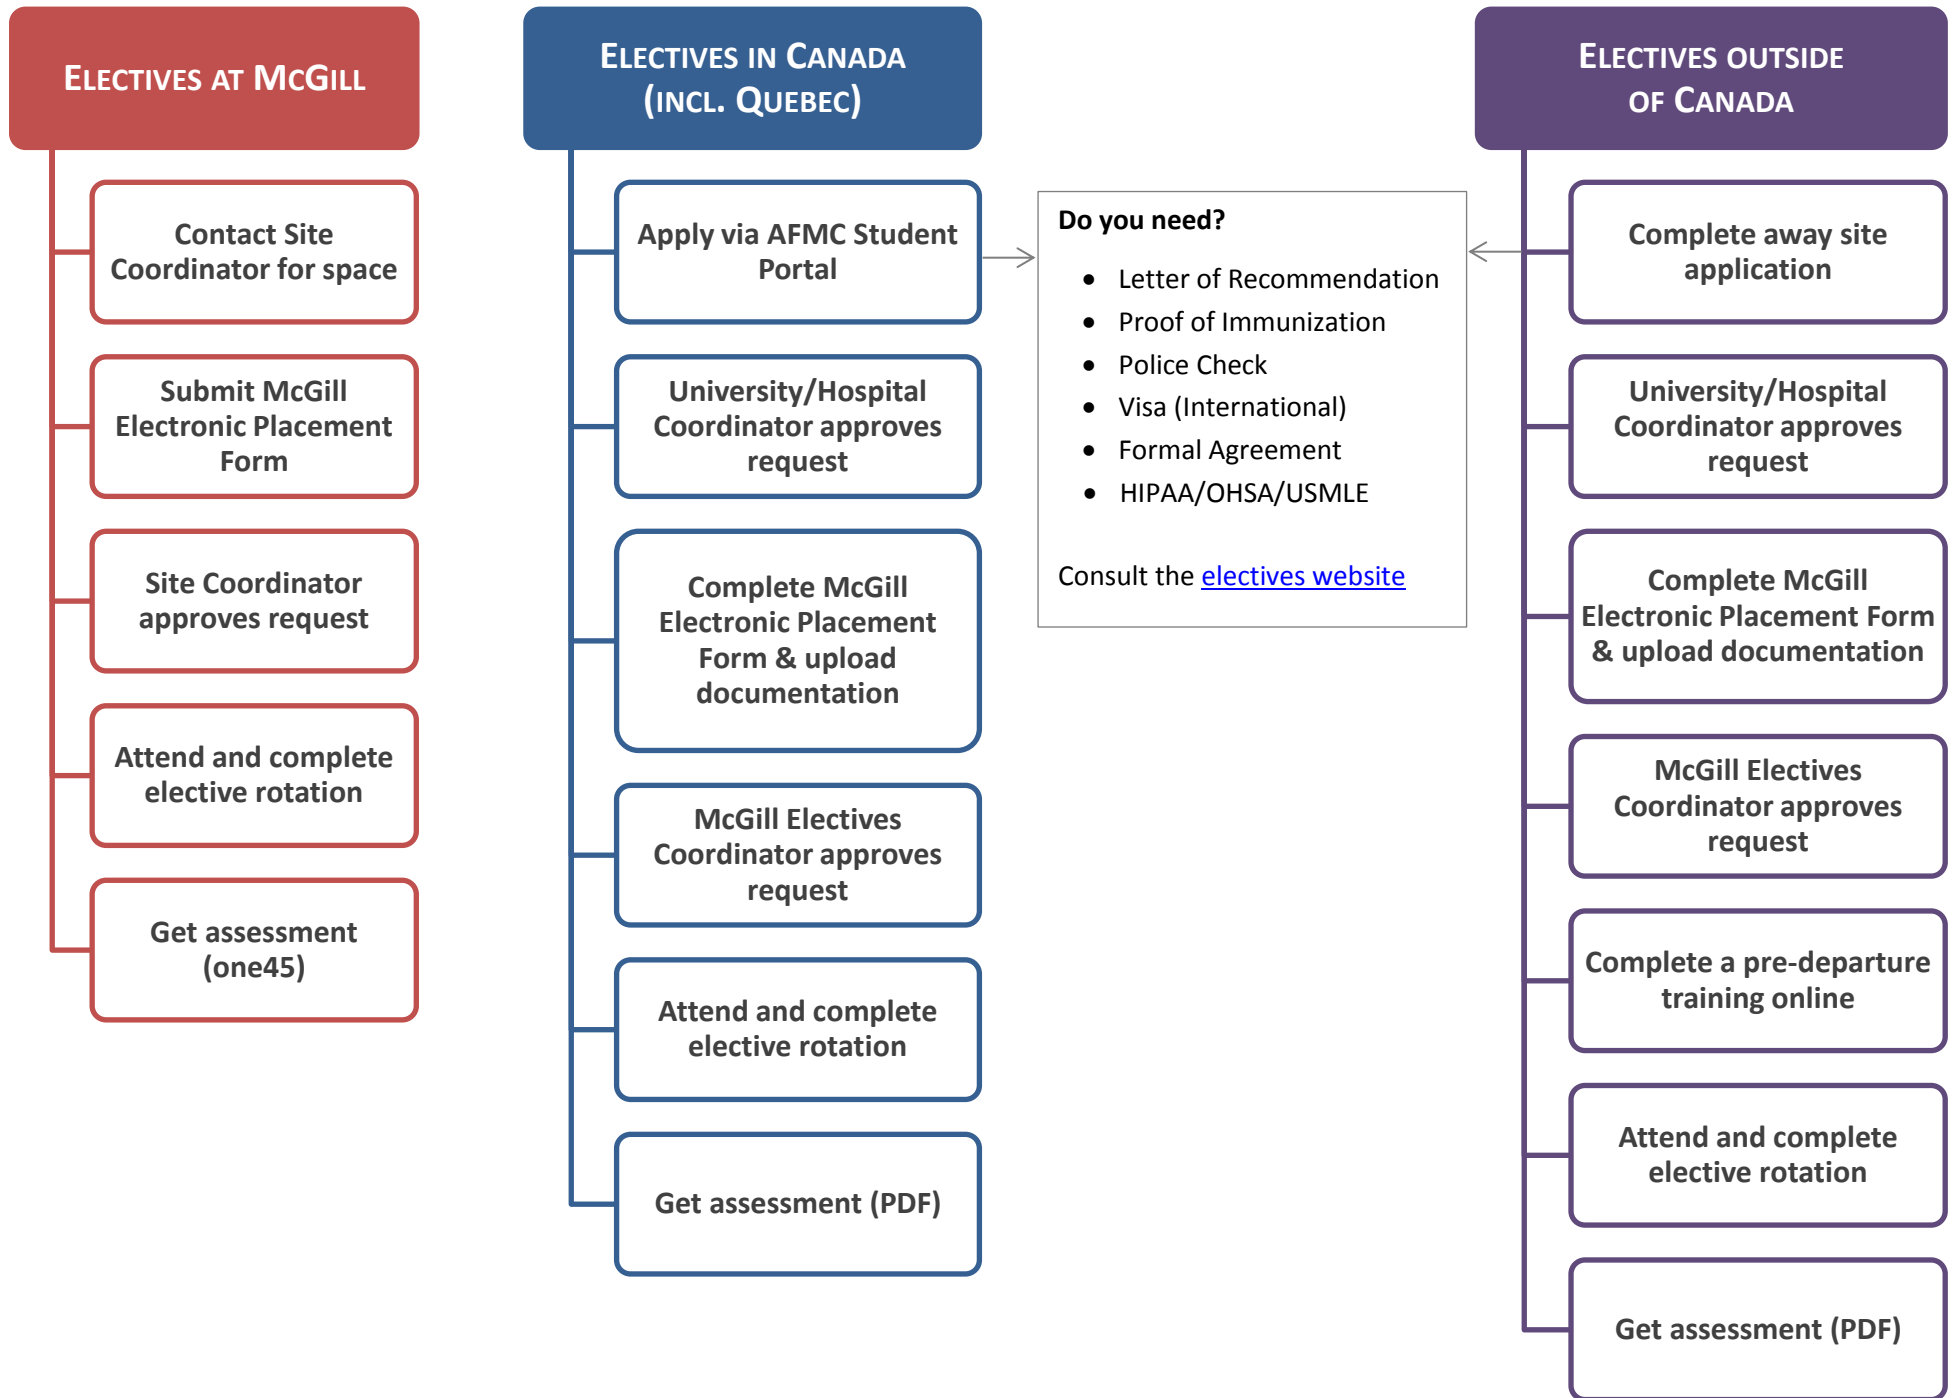 ELECTIVES AT MCGILL
Contact Site
Coordinator for space
Submit McGill
Electronic Placement
Form
Site Coordinator
approves request
Attend and complete
elective rotation
Get assessment
(one45)
ELECTIVES IN CANADA
(INCL. QUEBEC)
Apply via AFMC Student
Portal
University/Hospital
Coordinator approves
request
Complete McGill
Electronic Placement
Form & upload
documentation
McGill Electives
Coordinator approves
request
Attend and complete
elective rotation
Get assessment (PDF)
Do you need?
• Letter of Recommendation
• Proof of Immunization
• Police Check
• Visa (International)
• Formal Agreement
• HIPAA/OHSA/USMLE
Consult the electives website
ELECTIVES OUTSIDE
OF CANADA
Complete away site
application
University/Hospital
Coordinator approves
request
Complete McGill
Electronic Placement Form
& upload documentation
McGill Electives
Coordinator approves
request
Complete a pre-departure
training online
Attend and complete
elective rotation
Get assessment (PDF)